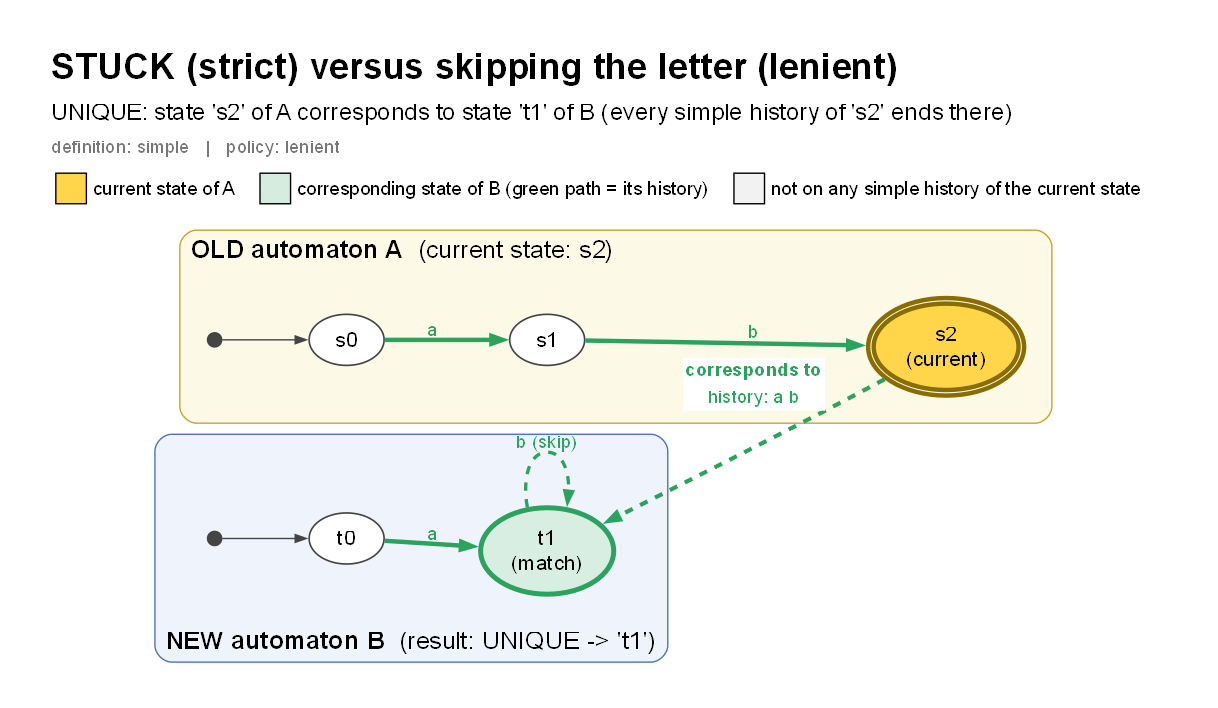 STUCK (strict) versus skipping the letter (lenient)
UNIQUE: state 's2' of A corresponds to state 't1' of B (every simple history of 's2' ends there)
definition: simple | policy: lenient
current state of A
corresponding state of B (green path = its history)
not on any simple history of the current state
OLD automaton A (current state: s2)
s0
a
s1
b
s2
(current)
corresponds to
history: a b
b (skip)
t0
a
t1
(match)
NEW automaton B (result: UNIQUE -> 't1')